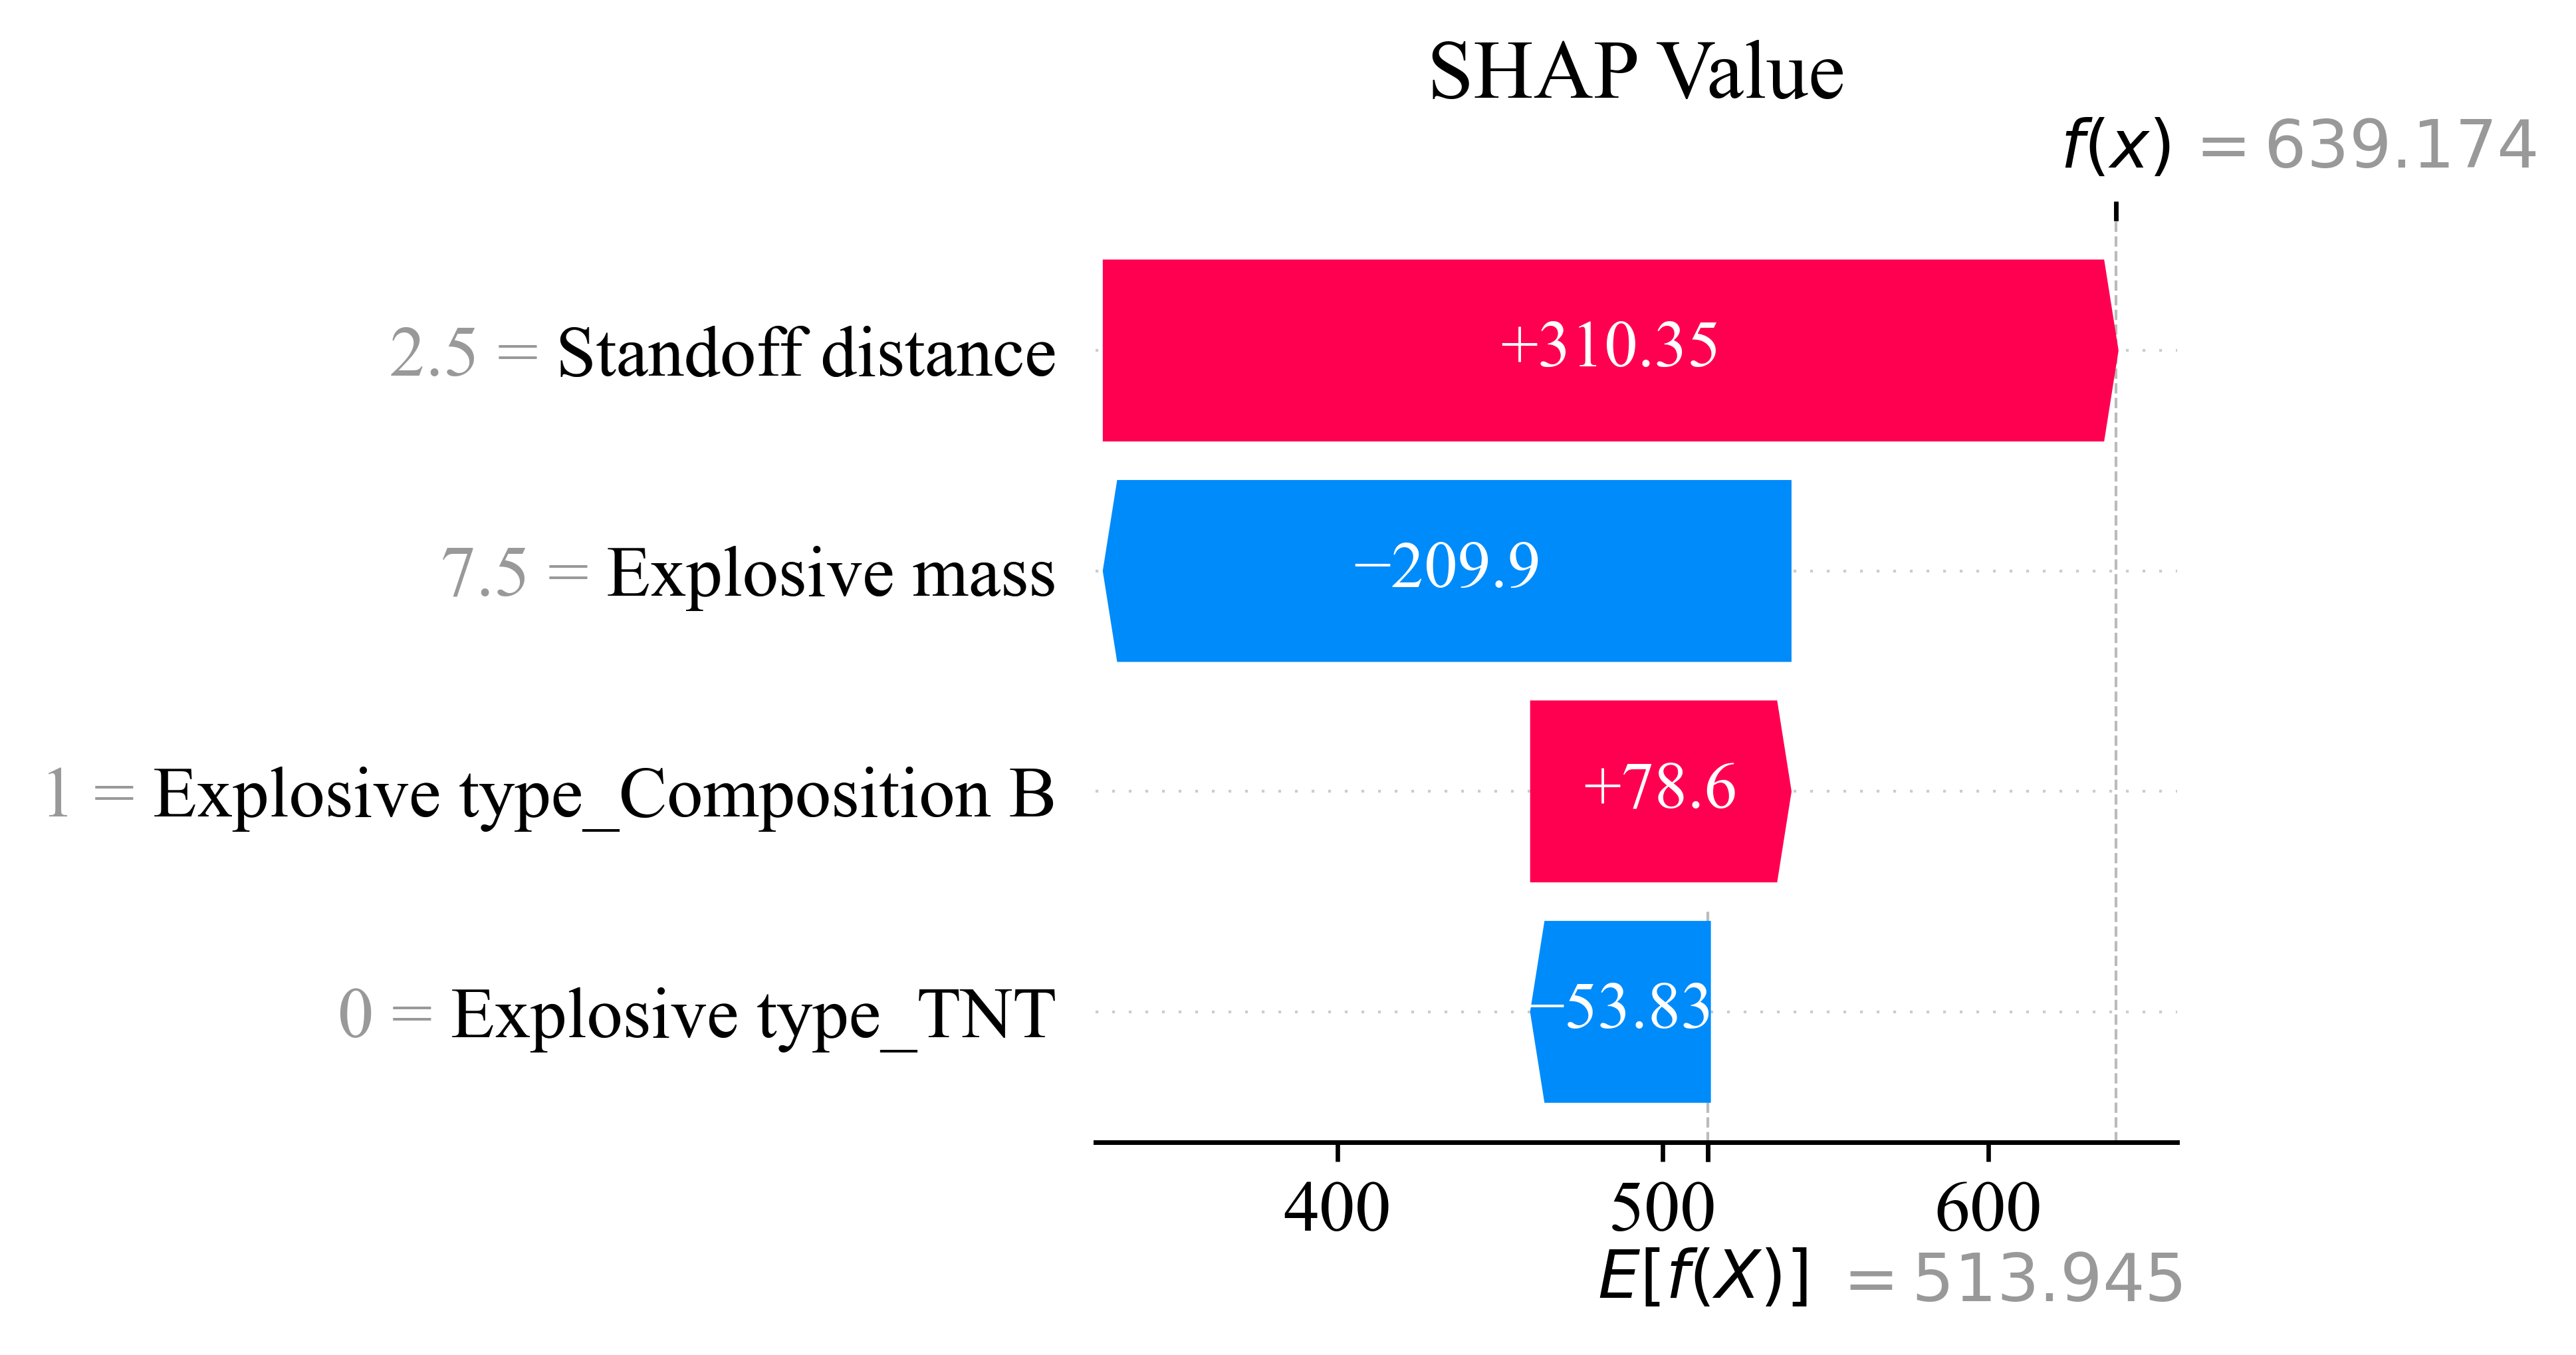 SHAP Value
f(x) = 639.174
2.5 = Standoff distance
+310.35
7.5 = Explosive mass
−209.9
1 = Explosive type_Composition B
+78.6
0 = Explosive type_TNT
−53.83
400 500 600
E[f(X)] = 513.945